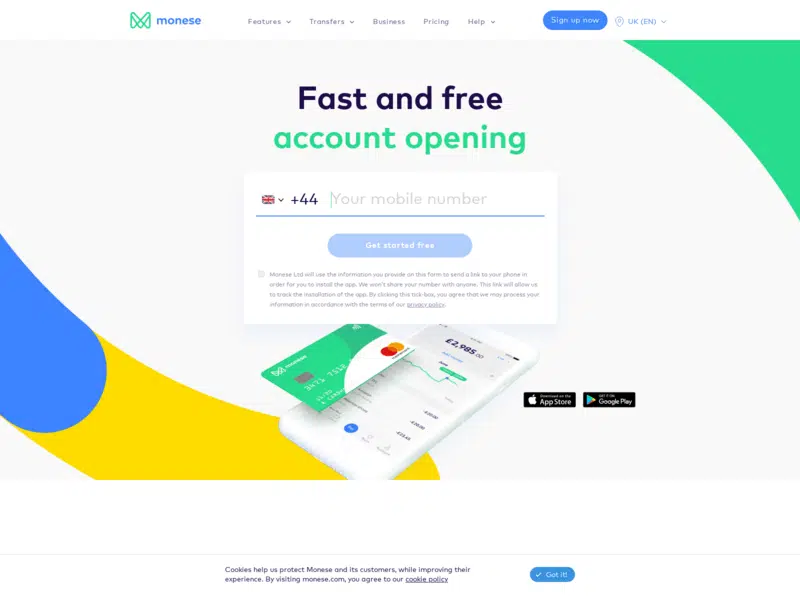 monese
Features
Transfers
Business
Pricing
Help
Sign up now
UK (EN)
Fast and free
account opening
+44
Your mobile number
Get started free
Monese Ltd will use the information you provide on this form to send a link to your phone in
order for you to install the app. We won't share your number with anyone. This link will allow us
to track the installation of the app. By clicking this tick-box, you agree that we may process your
information in accordance with the terms of our privacy policy.
monese
£2,985.00
Download on the
App Store
GET IT ON
Google Play
Cookies help us protect Monese and its customers, while improving their
experience. By visiting monese.com, you agree to our cookie policy
Got it!